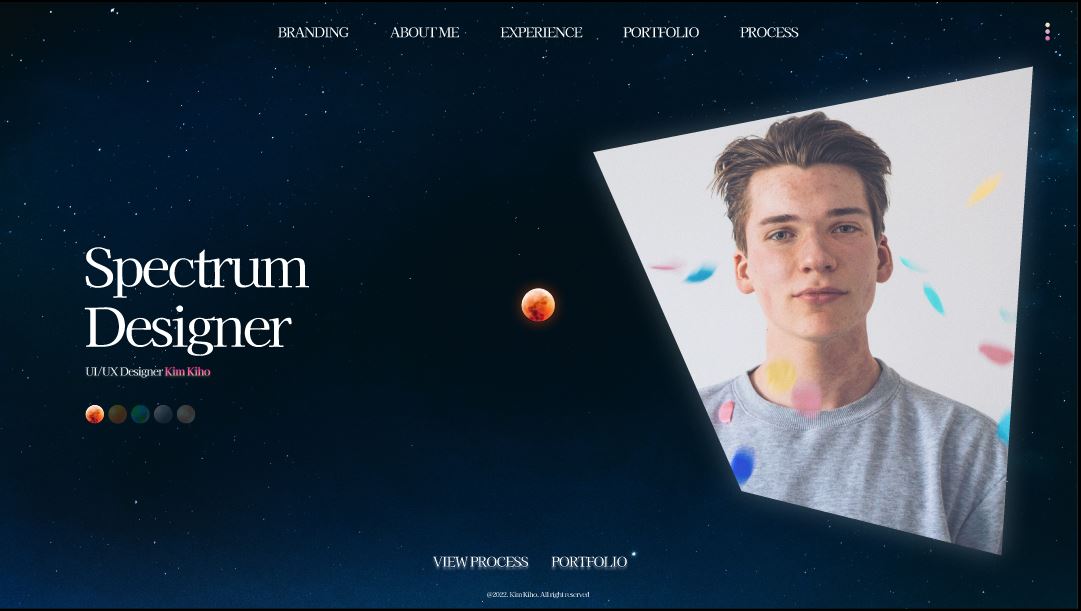 BRANDING ABOUT ME EXPERIENCE PORTFOLIO PROCESS
Spectrum
Designer
UI/UX Designer Kim Kiho
VIEW PROCESS PORTFOLIO
@2022. Kim Kiho. All right reserved